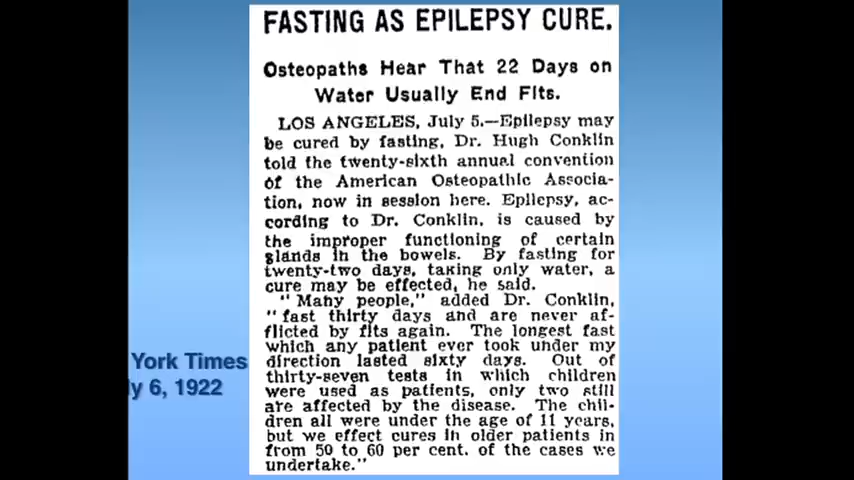 FASTING AS EPILEPSY CURE.
Osteopaths Hear That 22 Days on
Water Usually End Fits.
LOS ANGELES, July 5.—Epilepsy may
be cured by fasting, Dr. Hugh Conklin
told the twenty-sixth annual convention
of the American Osteopathic Associa-
tion, now in session here. Epilepsy, ac-
cording to Dr. Conklin, is caused by
the improper functioning of certain
glands in the bowels. By fasting for
twenty-two days, taking only water, a
cure may be effected, he said.
"Many people," added Dr. Conklin,
"fast thirty days and are never af-
flicted by fits again. The longest fast
which any patient ever took under my
direction lasted sixty days. Out of
thirty-seven tests in which children
were used as patients, only two still
are affected by the disease. The chil-
dren all were under the age of 11 years,
but we effect cures in older patients in
from 50 to 60 per cent. of the cases we
undertake."
York Times
ly 6, 1922